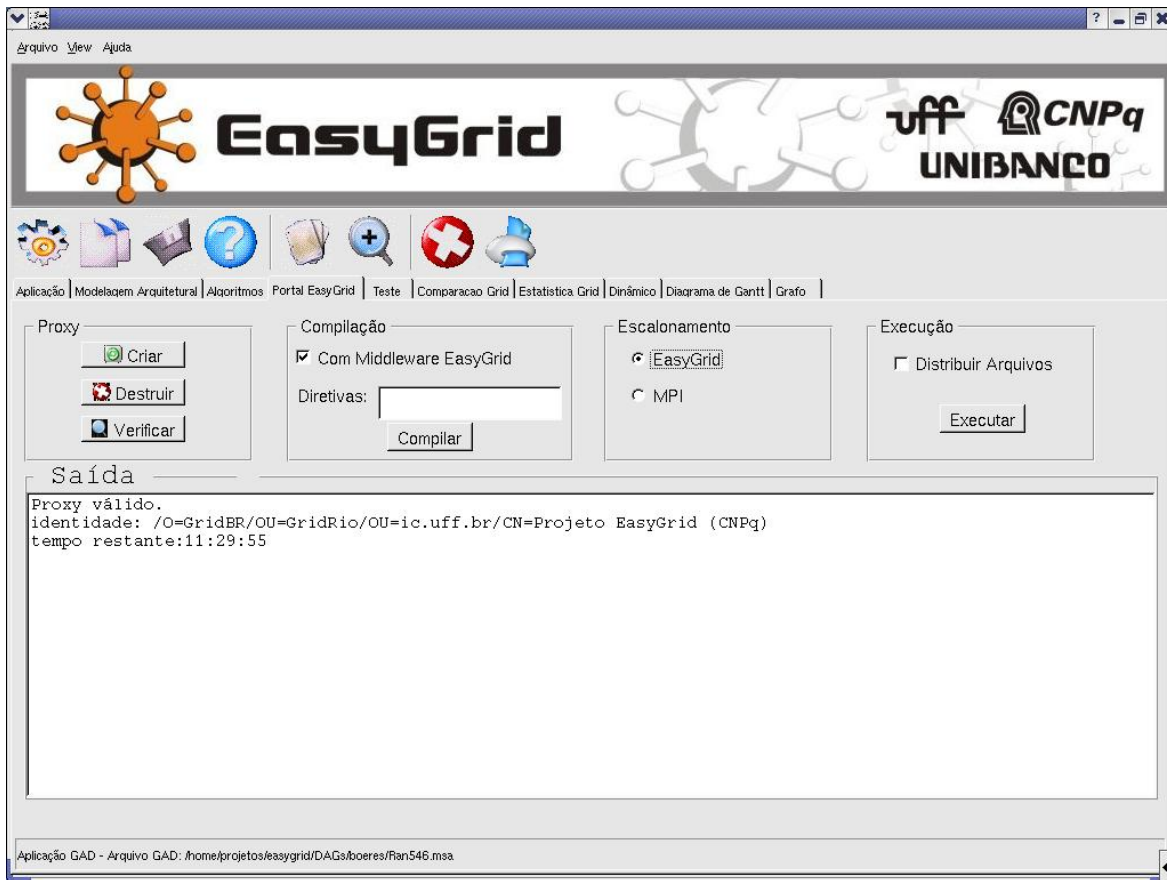 ?
Arquivo View Ajuda
EasyGrid
uff CNPq
UNIBANCO
?
Aplicação Modelagem Arquitetural Algoritmos Portal EasyGrid Teste Comparacao Grid Estatistica Grid Dinâmico Diagrama de Gantt Grafo
Proxy Compilação Escalonamento Execução
Criar Com Middleware EasyGrid EasyGrid Distribuir Arquivos
Destruir Diretivas: MPI
Verificar Compilar Executar
Saída
Proxy válido.
identidade: /O=GridBR/OU=GridRio/OU=ic.uff.br/CN=Projeto EasyGrid (CNPq)
tempo restante:11:29:55
Aplicação GAD - Arquivo GAD: /home/projetos/easygrid/DAGs/boeres/Ran546.msa